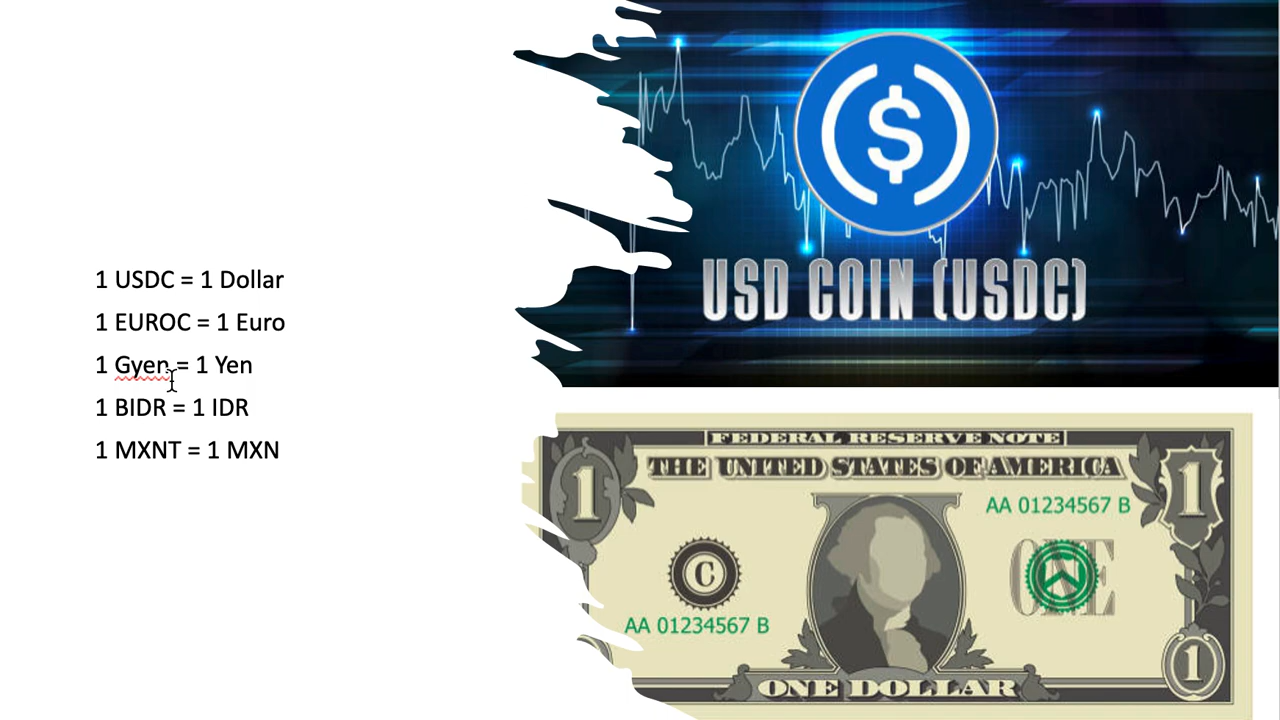 1 USDC = 1 Dollar
1 EUROC = 1 Euro
1 Gyen = 1 Yen
1 BIDR = 1 IDR
1 MXNT = 1 MXN
$
USD COIN (USDC)
FEDERAL RESERVE NOTE
THE UNITED STATES OF AMERICA
1
1
AA 01234567 B
C
ONE
AA 01234567 B
1
ONE DOLLAR